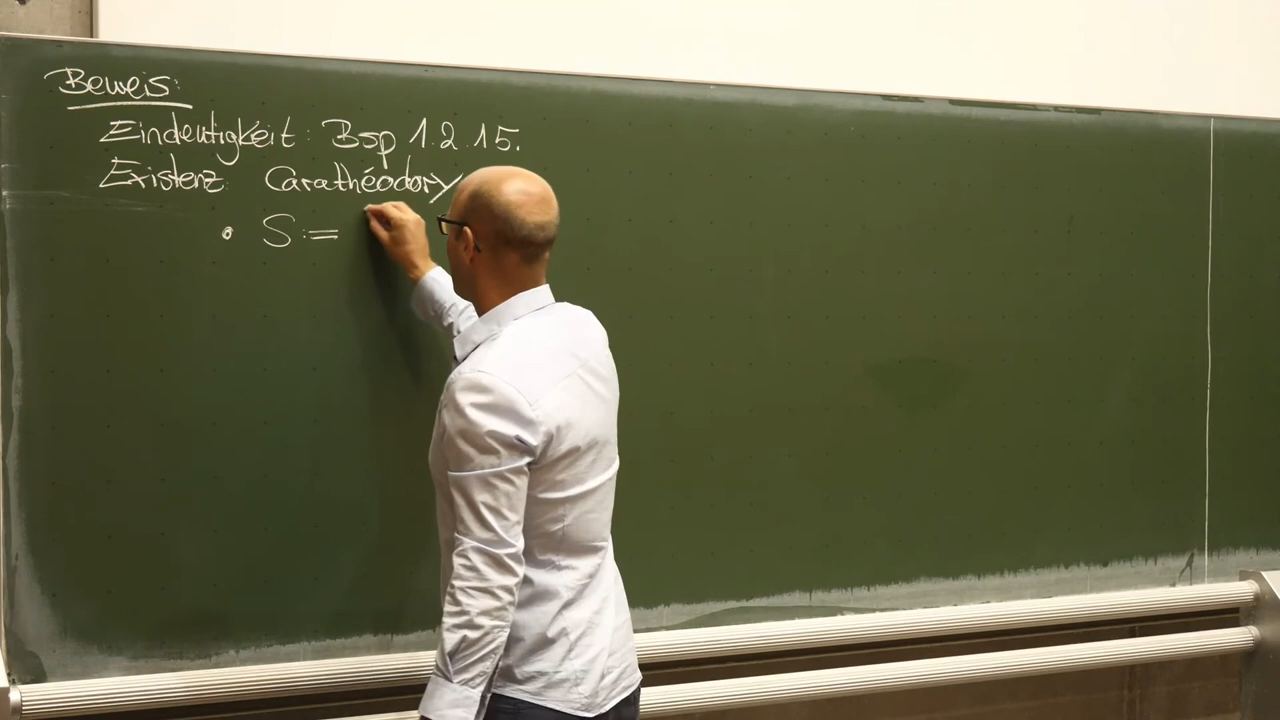 Beweis:
Eindeutigkeit: Bsp 1.2.15.
Existenz: Carathéodory
• S :=